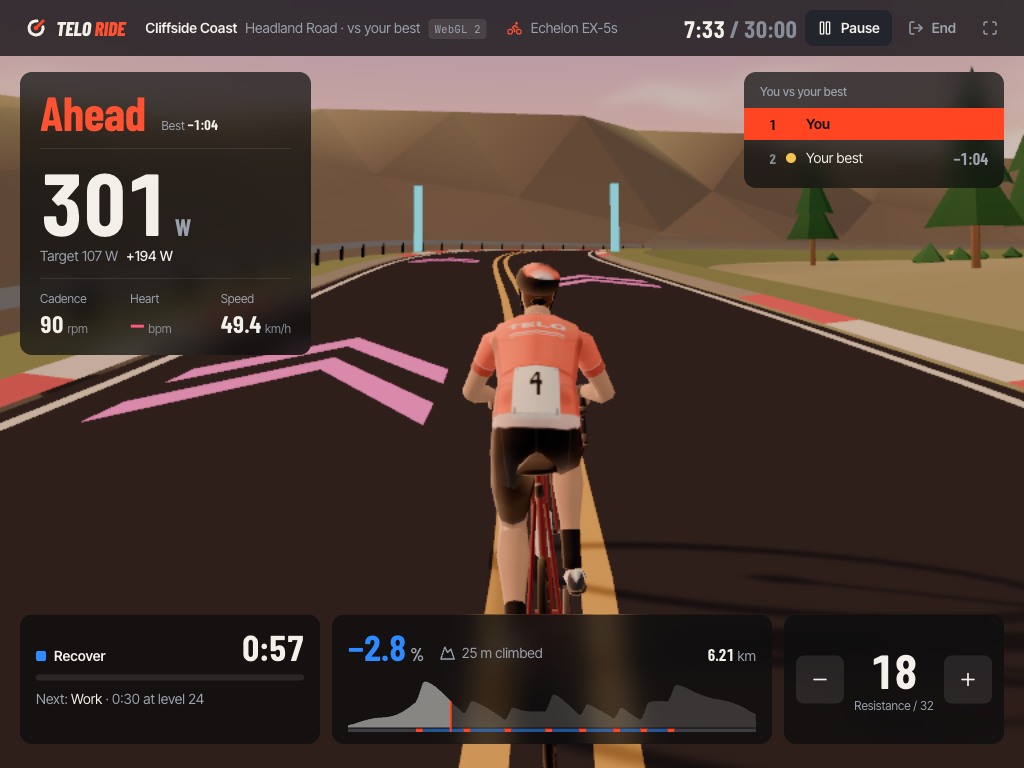 TELO RIDE Cliffside Coast Headland Road · vs your best WebGL 2 Echelon EX-5s 7:33 / 30:00 Pause End
Ahead Best −1:04
301 W
Target 107 W +194 W
Cadence Heart Speed
90 rpm — bpm 49.4 km/h
You vs your best
1 You
2 Your best −1:04
TELO
4
Recover 0:57
Next: Work · 0:30 at level 24
−2.8 % 25 m climbed 6.21 km
− 18 +
Resistance / 32